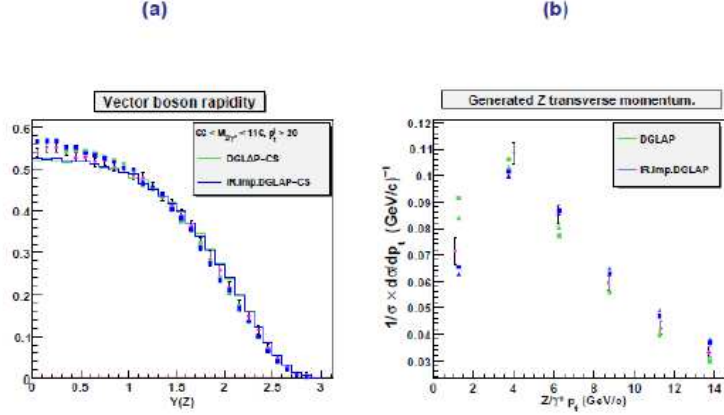 (a)
(b)
Vector boson rapidity
DGLAP-CS
IR.Imp.DGLAP-CS
0.6
0.5
0.4
0.3
0.2
0.1
0
0 0.5 1 1.5 2 2.5 3
Y(Z)
Generated Z transverse momentum.
DGLAP
IR.Imp.DGLAP
1/σ × dσ/dp_t (GeV/c)⁻¹
0.12
0.11
0.1
0.09
0.08
0.07
0.06
0.05
0.04
0.03
0 2 4 6 8 10 12 14
Z/γ* p_t (GeV/c)